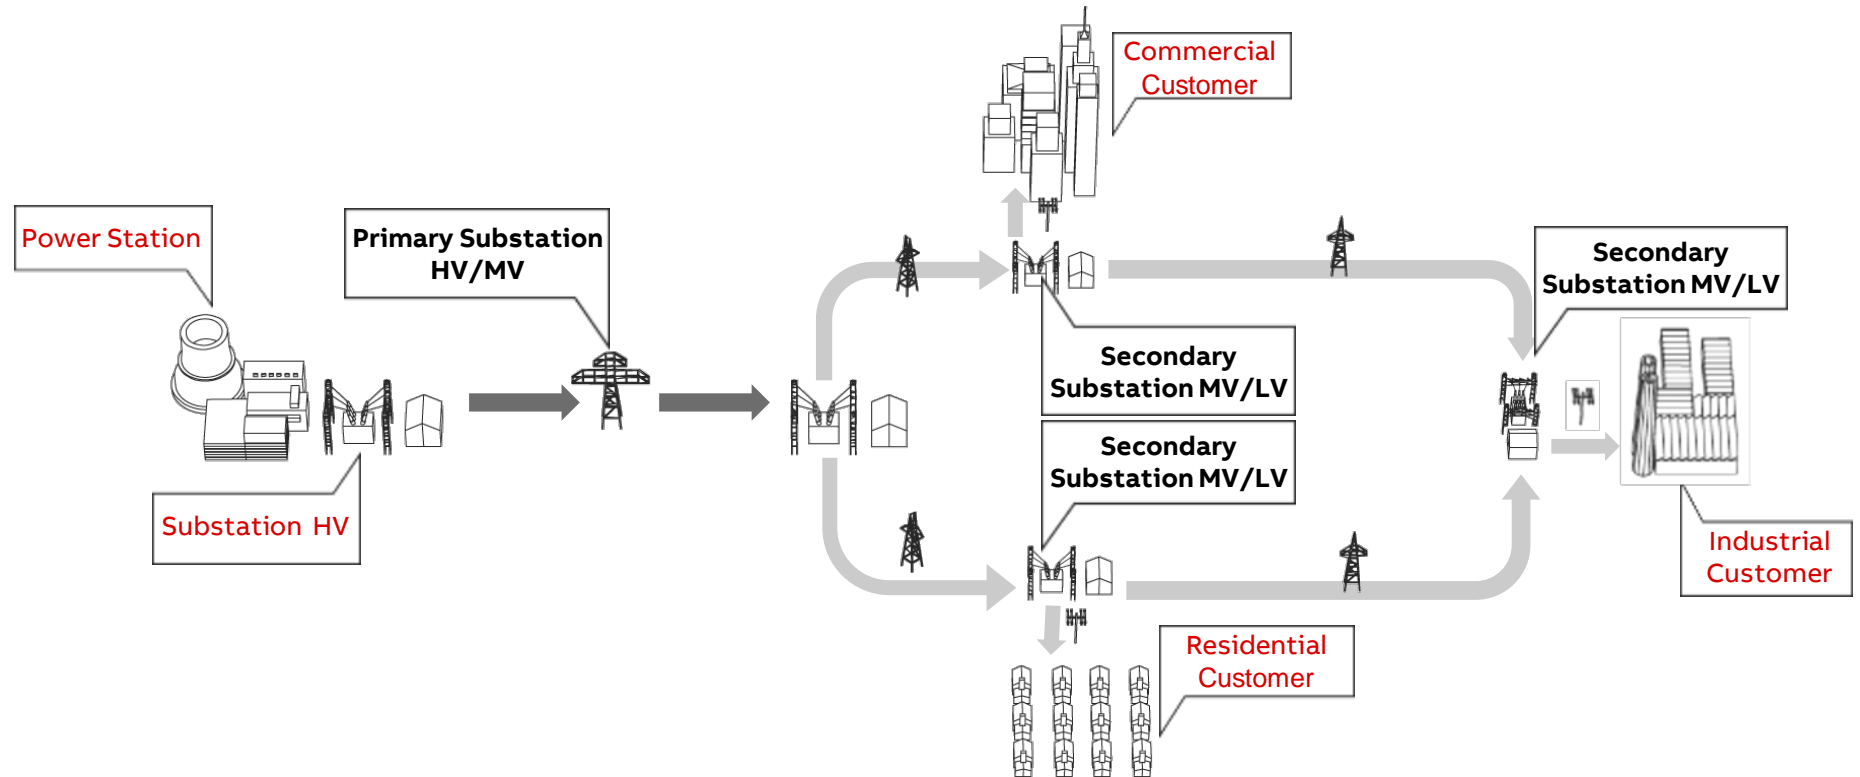 Commercial
Customer
Power Station
Primary Substation
HV/MV
Secondary
Substation MV/LV
Secondary
Substation MV/LV
Secondary
Substation MV/LV
Substation HV
Industrial
Customer
Residential
Customer